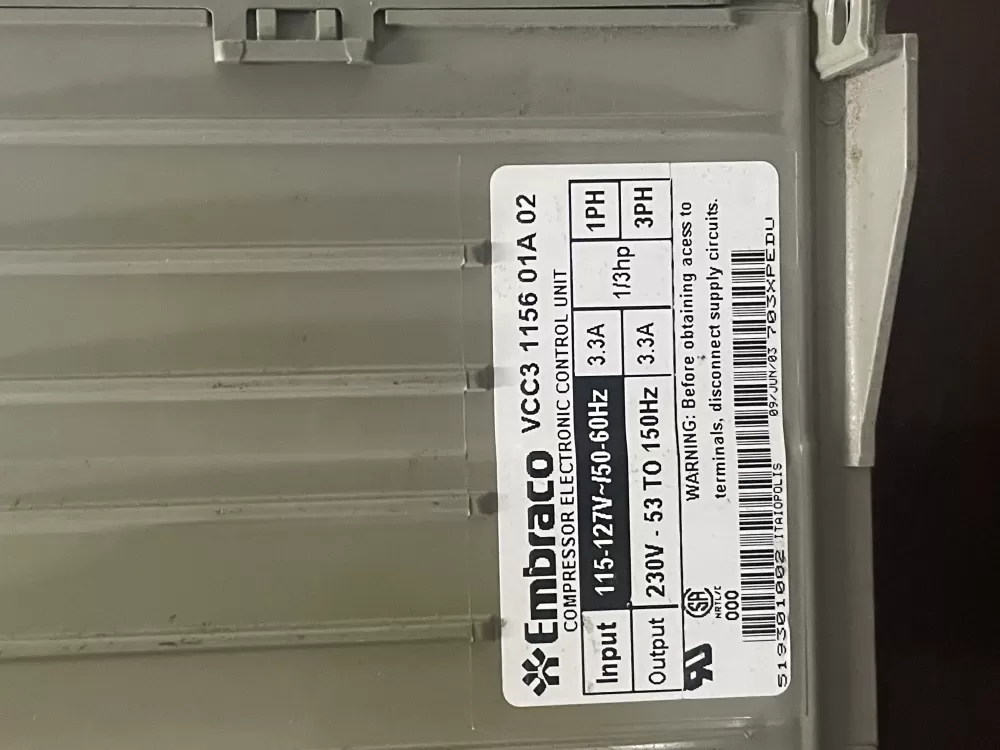 Embraco VCC3 1156 01A 02
COMPRESSOR ELECTRONIC CONTROL UNIT
Input 115-127V~/50-60Hz 3.3A 1/3hp 1PH
Output 230V - 53 TO 150Hz 3.3A 3PH
WARNING: Before obtaining acess to
terminals, disconnect supply circuits.
NRTL/C
000
519301002 ITAIOPOLIS 09/JUN/03 703XPEDU